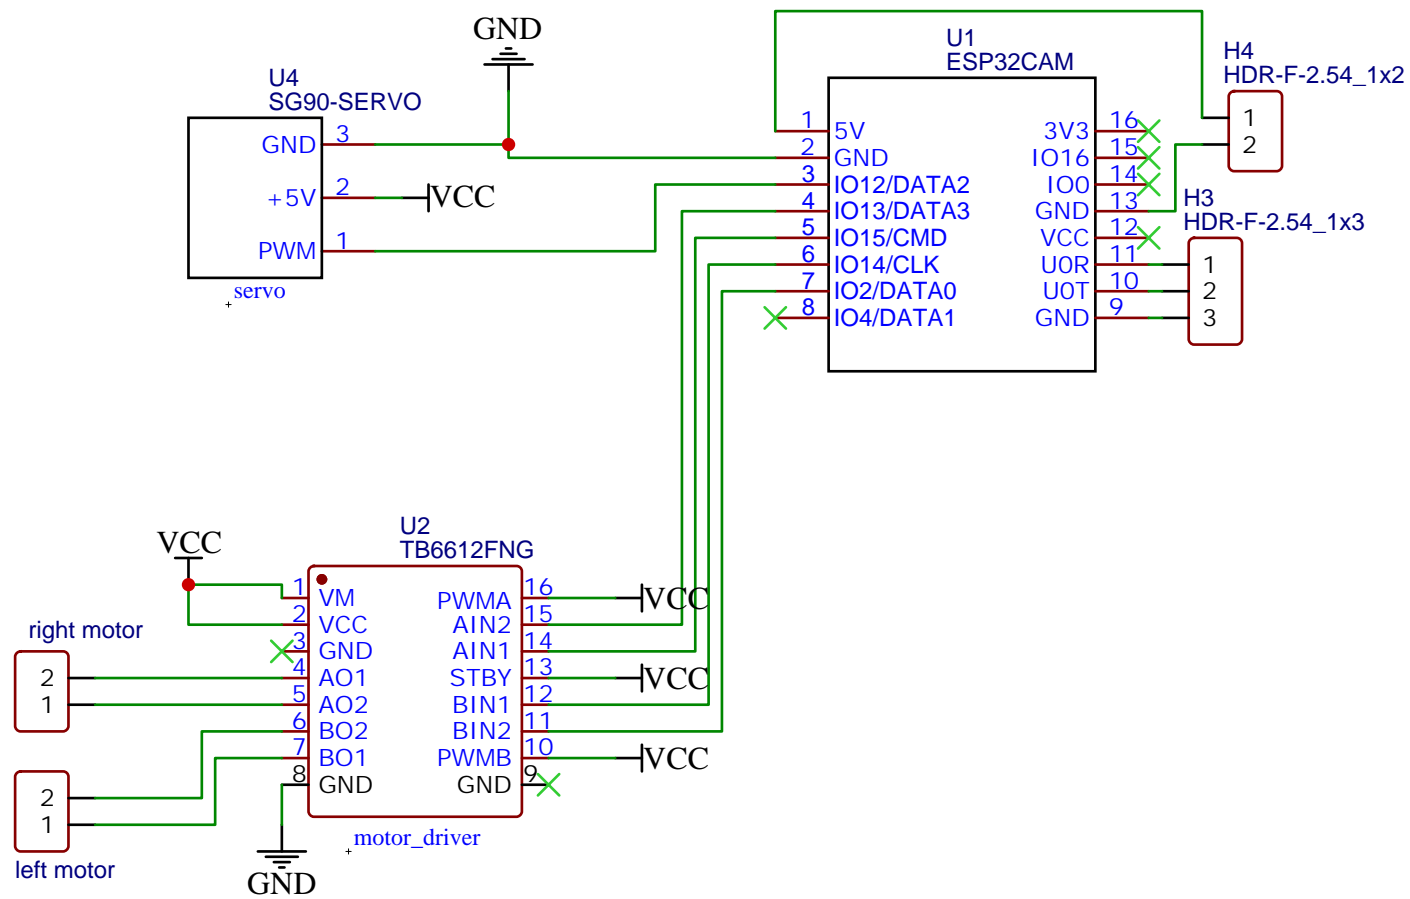 GND
U4
SG90-SERVO
GND 3
+5V 2
VCC
PWM 1
servo
U1
ESP32CAM
1 5V
2 GND
3 IO12/DATA2
4 IO13/DATA3
5 IO15/CMD
6 IO14/CLK
7 IO2/DATA0
8 IO4/DATA1
3V3 16
IO16 15
IO0 14
GND 13
VCC 12
U0R 11
U0T 10
GND 9
H4
HDR-F-2.54_1x2
1
2
H3
HDR-F-2.54_1x3
1
2
3
VCC
U2
TB6612FNG
1 VM
2 VCC
3 GND
4 AO1
5 AO2
6 BO2
7 BO1
8 GND
PWMA 16
AIN2 15
AIN1 14
STBY 13
BIN1 12
BIN2 11
PWMB 10
GND 9
VCC
VCC
VCC
right motor
2
1
2
1
left motor
motor_driver
GND